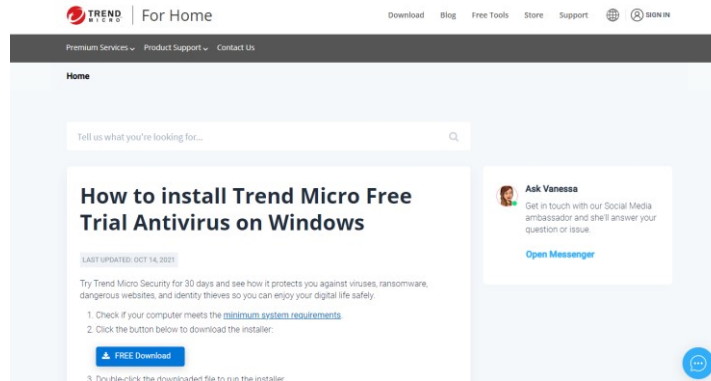 TREND MICRO For Home
Download Blog Free Tools Store Support SIGN IN
Premium Services Product Support Contact Us
Home
Tell us what you're looking for...
How to install Trend Micro Free
Trial Antivirus on Windows
LAST UPDATED: OCT 14, 2021
Try Trend Micro Security for 30 days and see how it protects you against viruses, ransomware,
dangerous websites, and identity thieves so you can enjoy your digital life safely.
1. Check if your computer meets the minimum system requirements
2. Click the button below to download the installer:
FREE Download
3. Double-click the downloaded file to run the installer
Ask Vanessa
Get in touch with our Social Media
ambassador and she'll answer your
question or issue.
Open Messenger